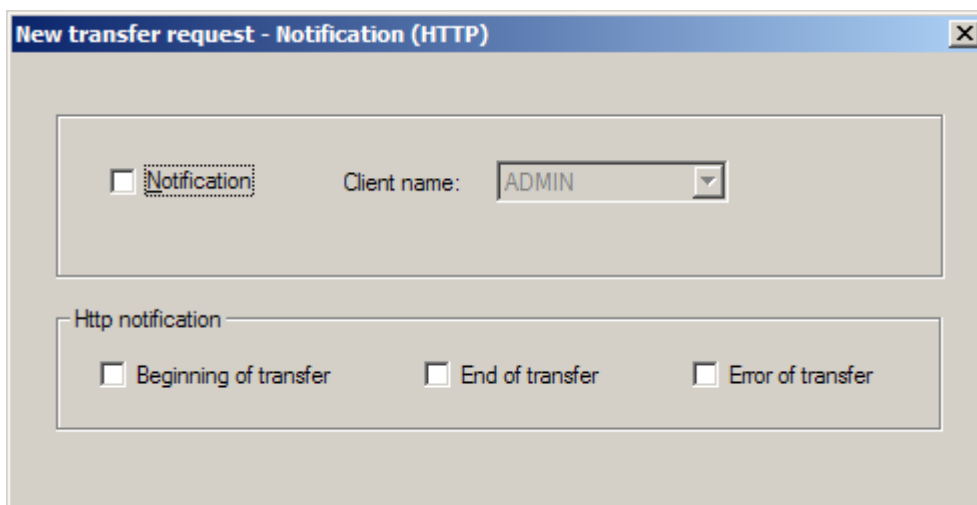 New transfer request - Notification (HTTP)
Notification Client name: ADMIN
Http notification
Beginning of transfer End of transfer Error of transfer